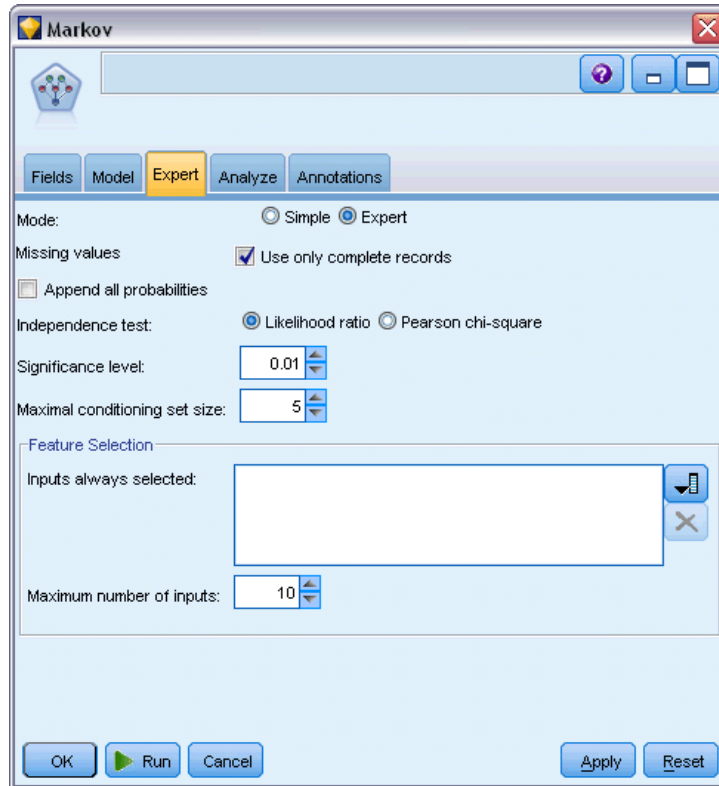 Markov
Fields Model Expert Analyze Annotations
Mode: Simple Expert
Missing values Use only complete records
Append all probabilities
Independence test: Likelihood ratio Pearson chi-square
Significance level: 0.01
Maximal conditioning set size: 5
Feature Selection
Inputs always selected:
Maximum number of inputs: 10
OK Run Cancel Apply Reset